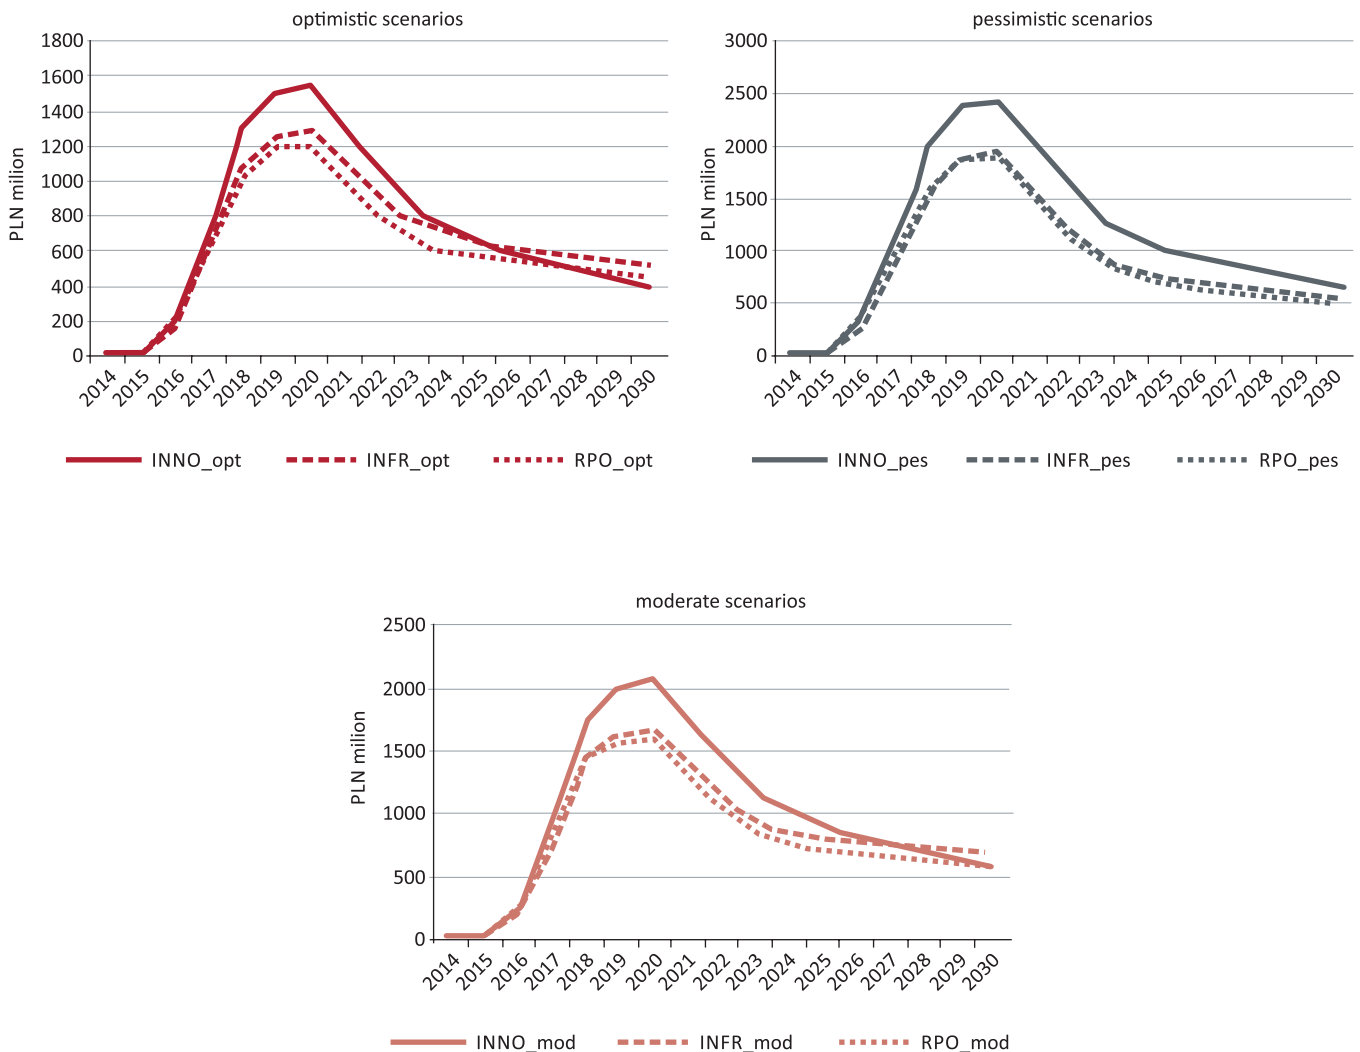 optimistic scenarios
PLN milion
1800
1600
1400
1200
1000
800
600
400
200
0
2014 2015 2016 2017 2018 2019 2020 2021 2022 2023 2024 2025 2026 2027 2028 2029 2030
INNO_opt INFR_opt RPO_opt
pessimistic scenarios
PLN milion
3000
2500
2000
1500
1000
500
0
2014 2015 2016 2017 2018 2019 2020 2021 2022 2023 2024 2025 2026 2027 2028 2029 2030
INNO_pes INFR_pes RPO_pes
moderate scenarios
PLN milion
2500
2000
1500
1000
500
0
2014 2015 2016 2017 2018 2019 2020 2021 2022 2023 2024 2025 2026 2027 2028 2029 2030
INNO_mod INFR_mod RPO_mod